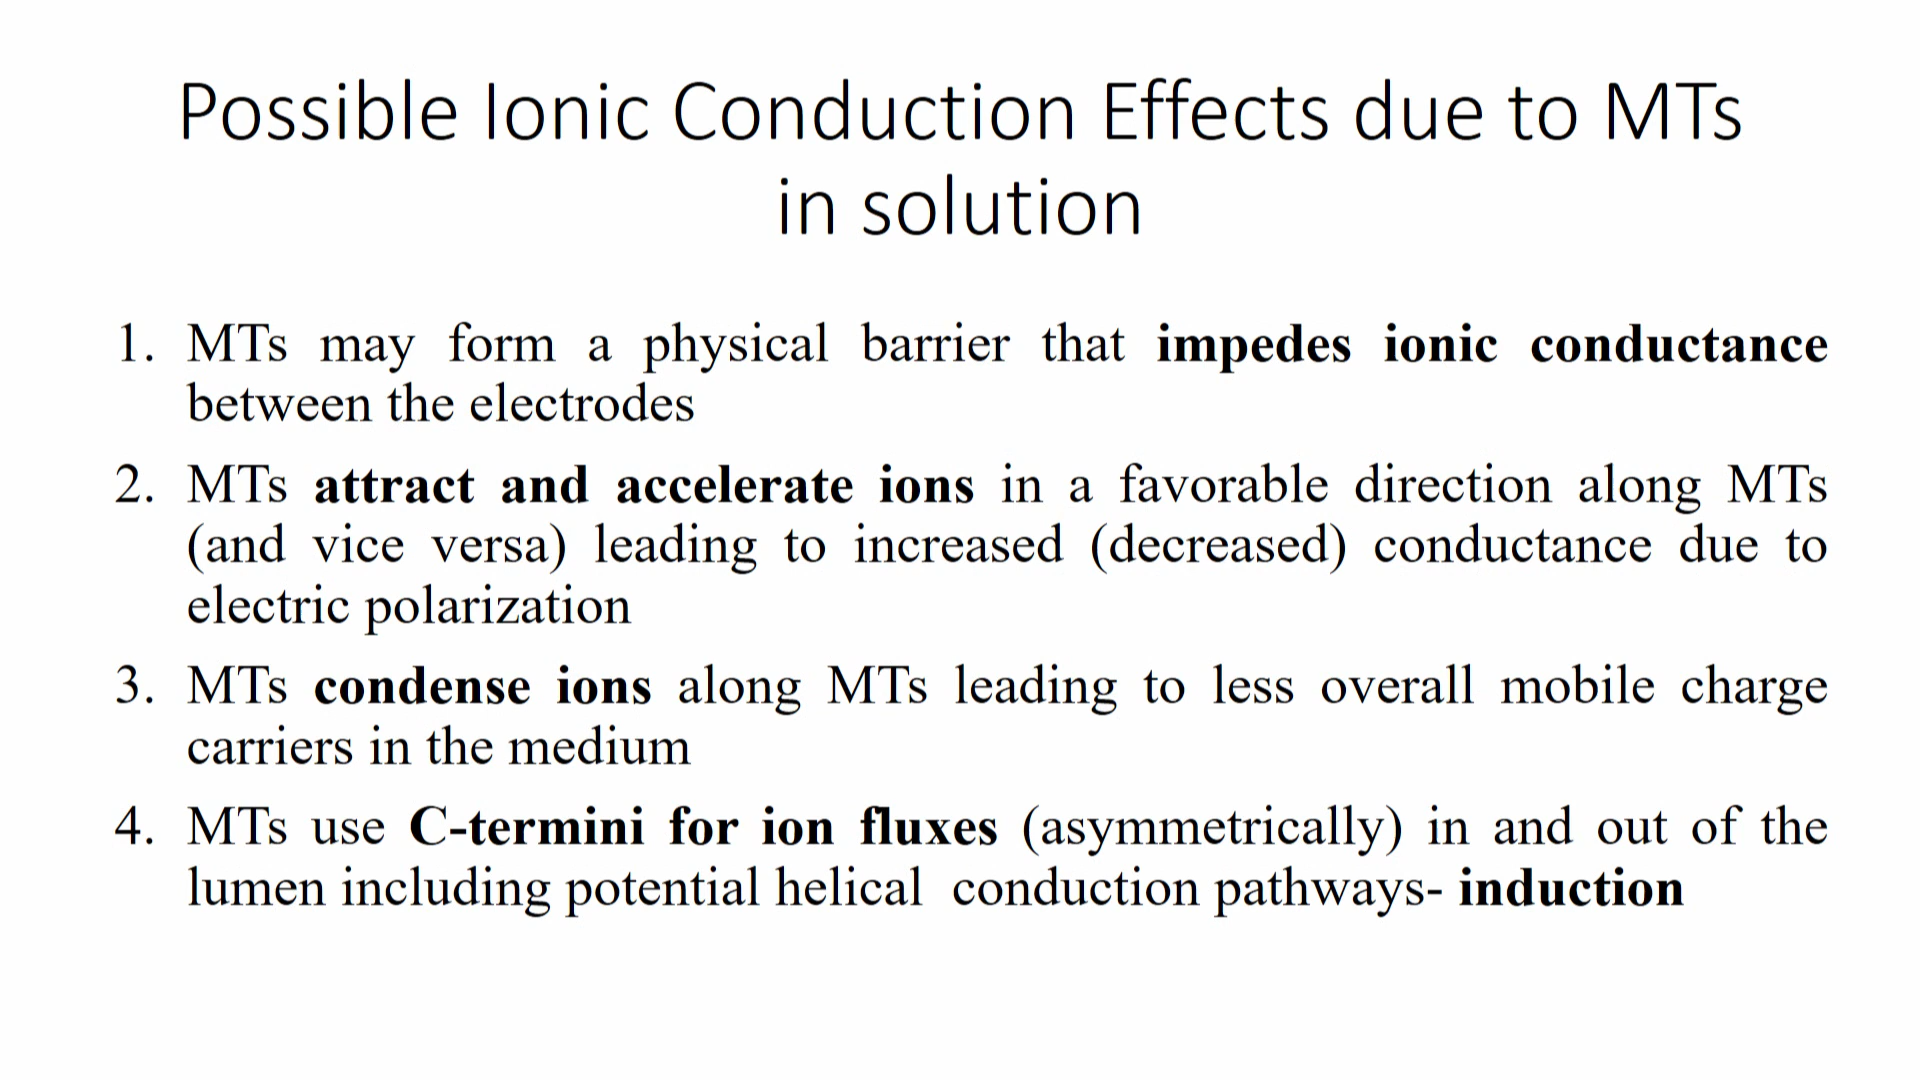 Possible Ionic Conduction Effects due to MTs
in solution
1. MTs may form a physical barrier that impedes ionic conductance
between the electrodes
2. MTs attract and accelerate ions in a favorable direction along MTs
(and vice versa) leading to increased (decreased) conductance due to
electric polarization
3. MTs condense ions along MTs leading to less overall mobile charge
carriers in the medium
4. MTs use C-termini for ion fluxes (asymmetrically) in and out of the
lumen including potential helical  conduction pathways- induction